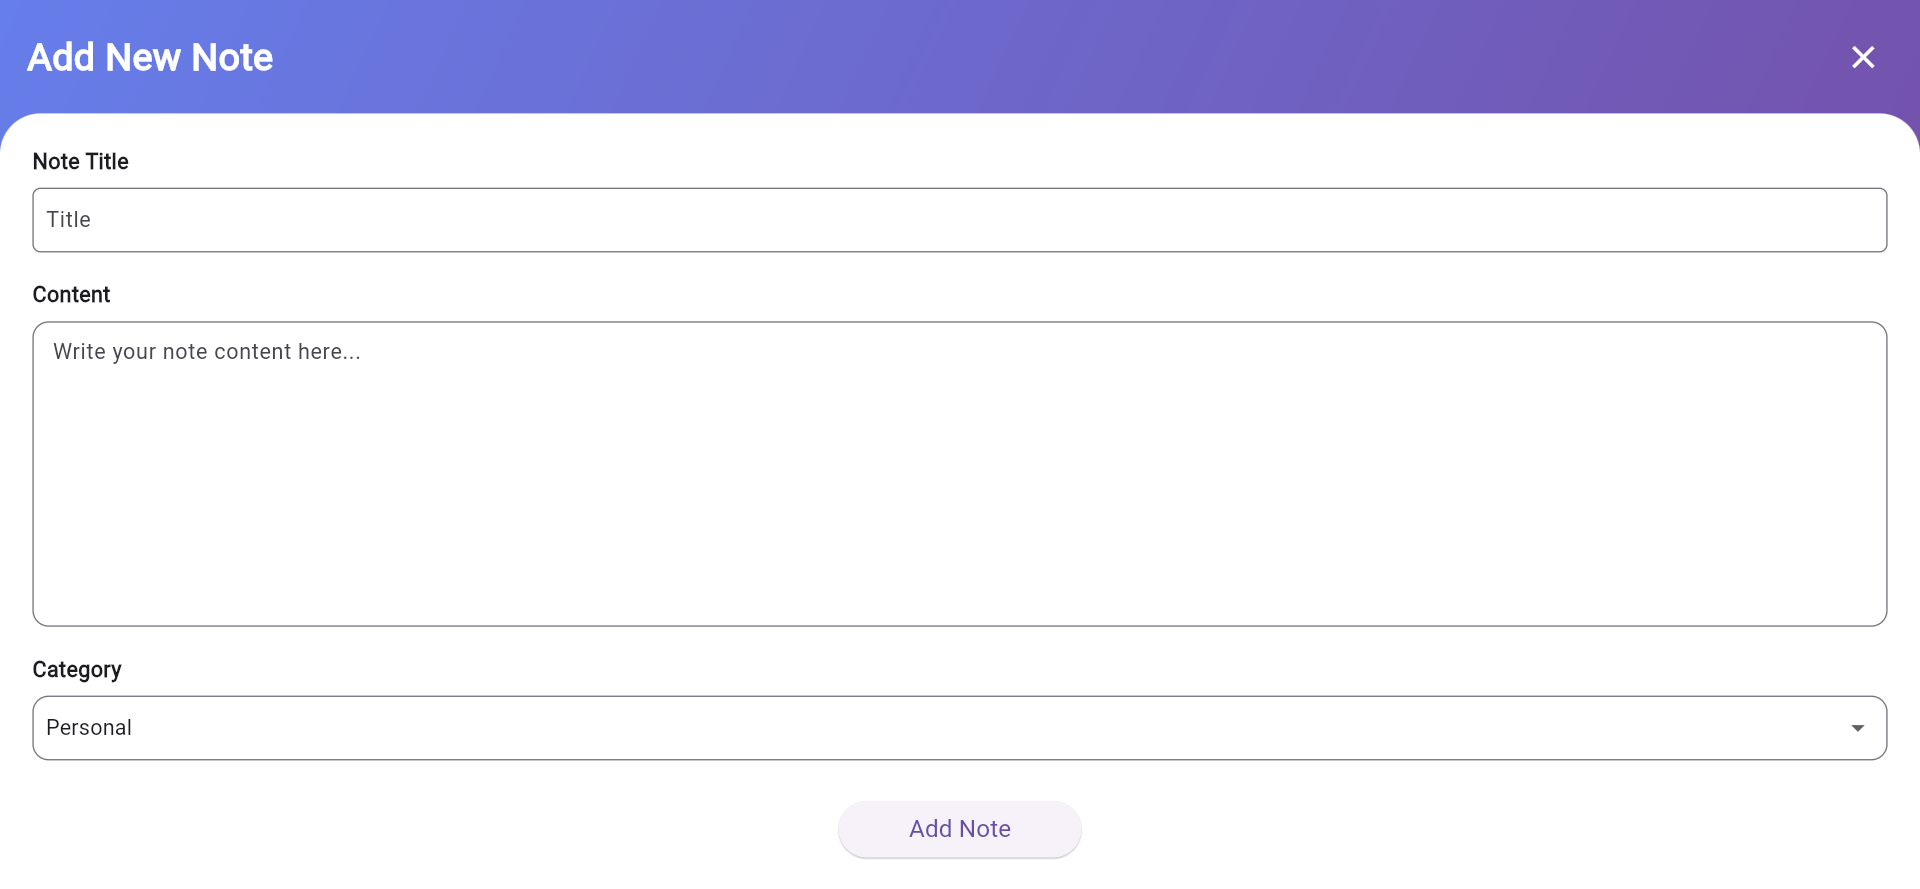 Add New Note
Note Title
Title
Content
Write your note content here...
Category
Personal
Add Note